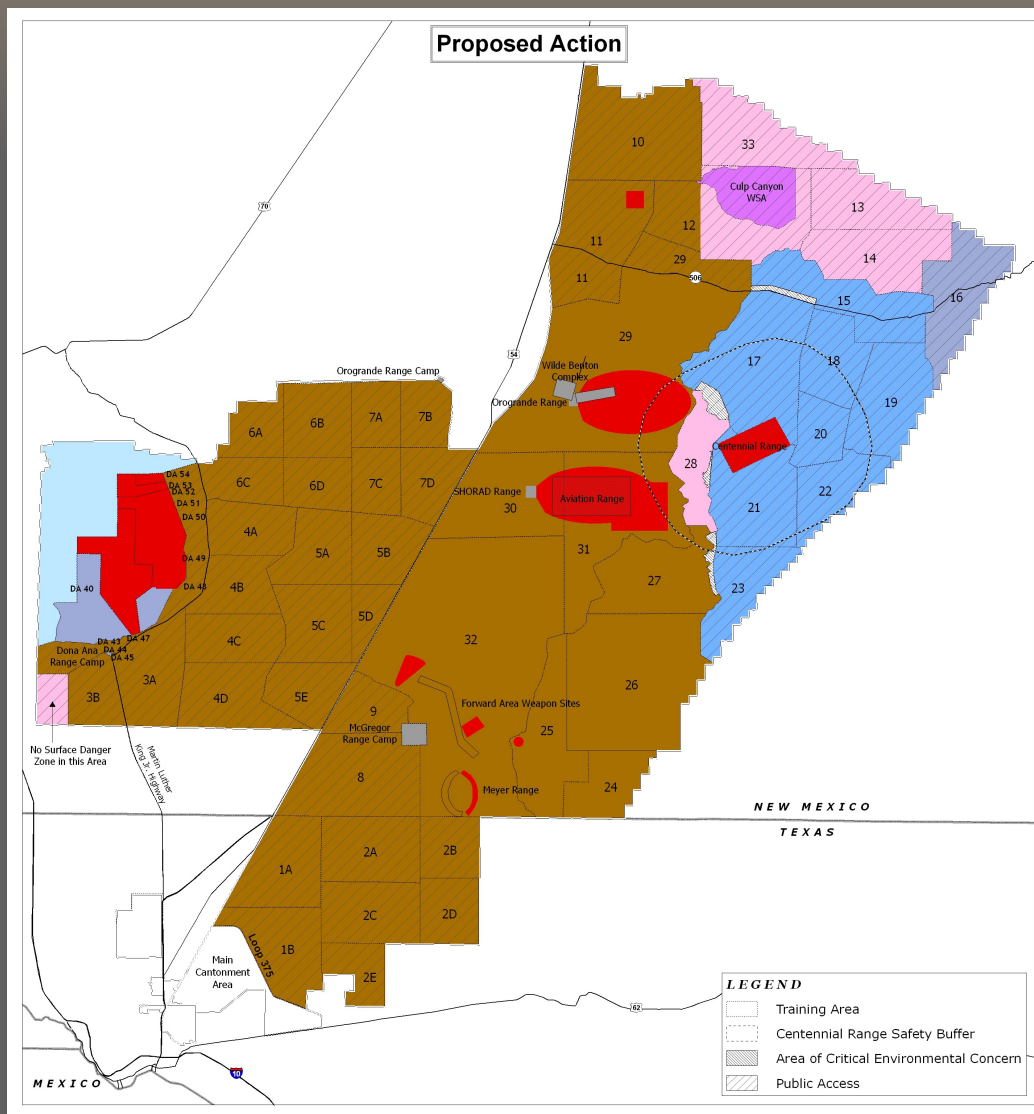 Proposed Action
70
10
33
Culp Canyon
WSA
13
12
11
29
14
506
11
16
15
29
54
17
18
Wilde Benton
Complex
Orogrande Range Camp
Orogrande Range
19
6A
6B
7A
7B
20
Centennial Range
28
DA 54
DA 53
DA 52
DA 51
DA 50
6C
6D
7C
7D
SHORAD Range
Aviation Range
22
30
21
4A
5A
5B
31
DA 49
DA 48
DA 40
4B
27
23
5D
5C
4C
32
DA 43
DA 47
DA 44
DA 45
Dona Ana
Range Camp
3A
3B
4D
5E
26
9
Forward Area Weapon Sites
McGregor
Range Camp
25
No Surface Danger
Zone in this Area
Martin Luther
King Jr. Highway
8
Meyer Range
24
NEW MEXICO
TEXAS
2A
2B
1A
2C
2D
1B
Loop 375
Main
Cantonment
Area
2E
62
10
MEXICO
LEGEND
Training Area
Centennial Range Safety Buffer
Area of Critical Environmental Concern
Public Access